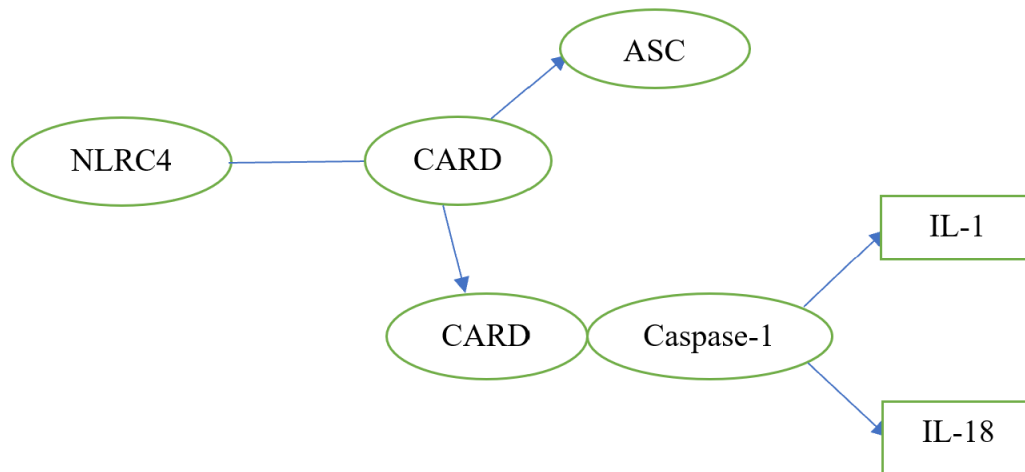 ASC
NLRC4
CARD
IL-1
CARD
Caspase-1
IL-18